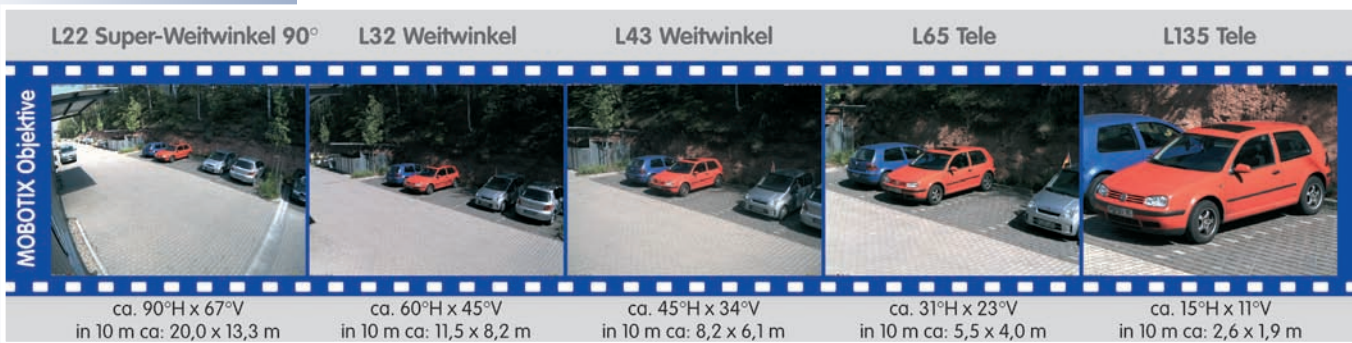 L22 Super-Weitwinkel 90° L32 Weitwinkel L43 Weitwinkel L65 Tele L135 Tele
MOBOTIX Objektive
ca. 90°H x 67°V ca. 60°H x 45°V ca. 45°H x 34°V ca. 31°H x 23°V ca. 15°H x 11°V
in 10 m ca: 20,0 x 13,3 m in 10 m ca: 11,5 x 8,2 m in 10 m ca: 8,2 x 6,1 m in 10 m ca: 5,5 x 4,0 m in 10 m ca: 2,6 x 1,9 m